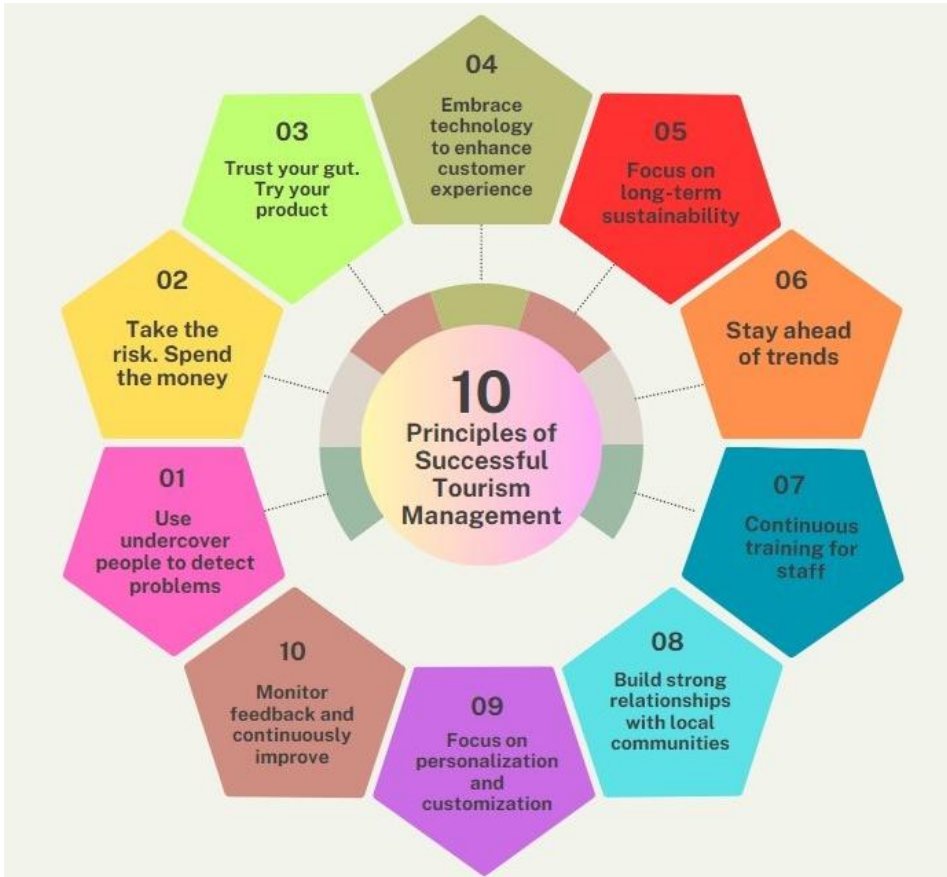 10
Principles of
Successful
Tourism
Management
01
Use
undercover
people to detect
problems
02
Take the
risk. Spend
the money
03
Trust your gut.
Try your
product
04
Embrace
technology
to enhance
customer
experience
05
Focus on
long-term
sustainability
06
Stay ahead
of trends
07
Continuous
training for
staff
08
Build strong
relationships
with local
communities
09
Focus on
personalization
and
customization
10
Monitor
feedback and
continuously
improve